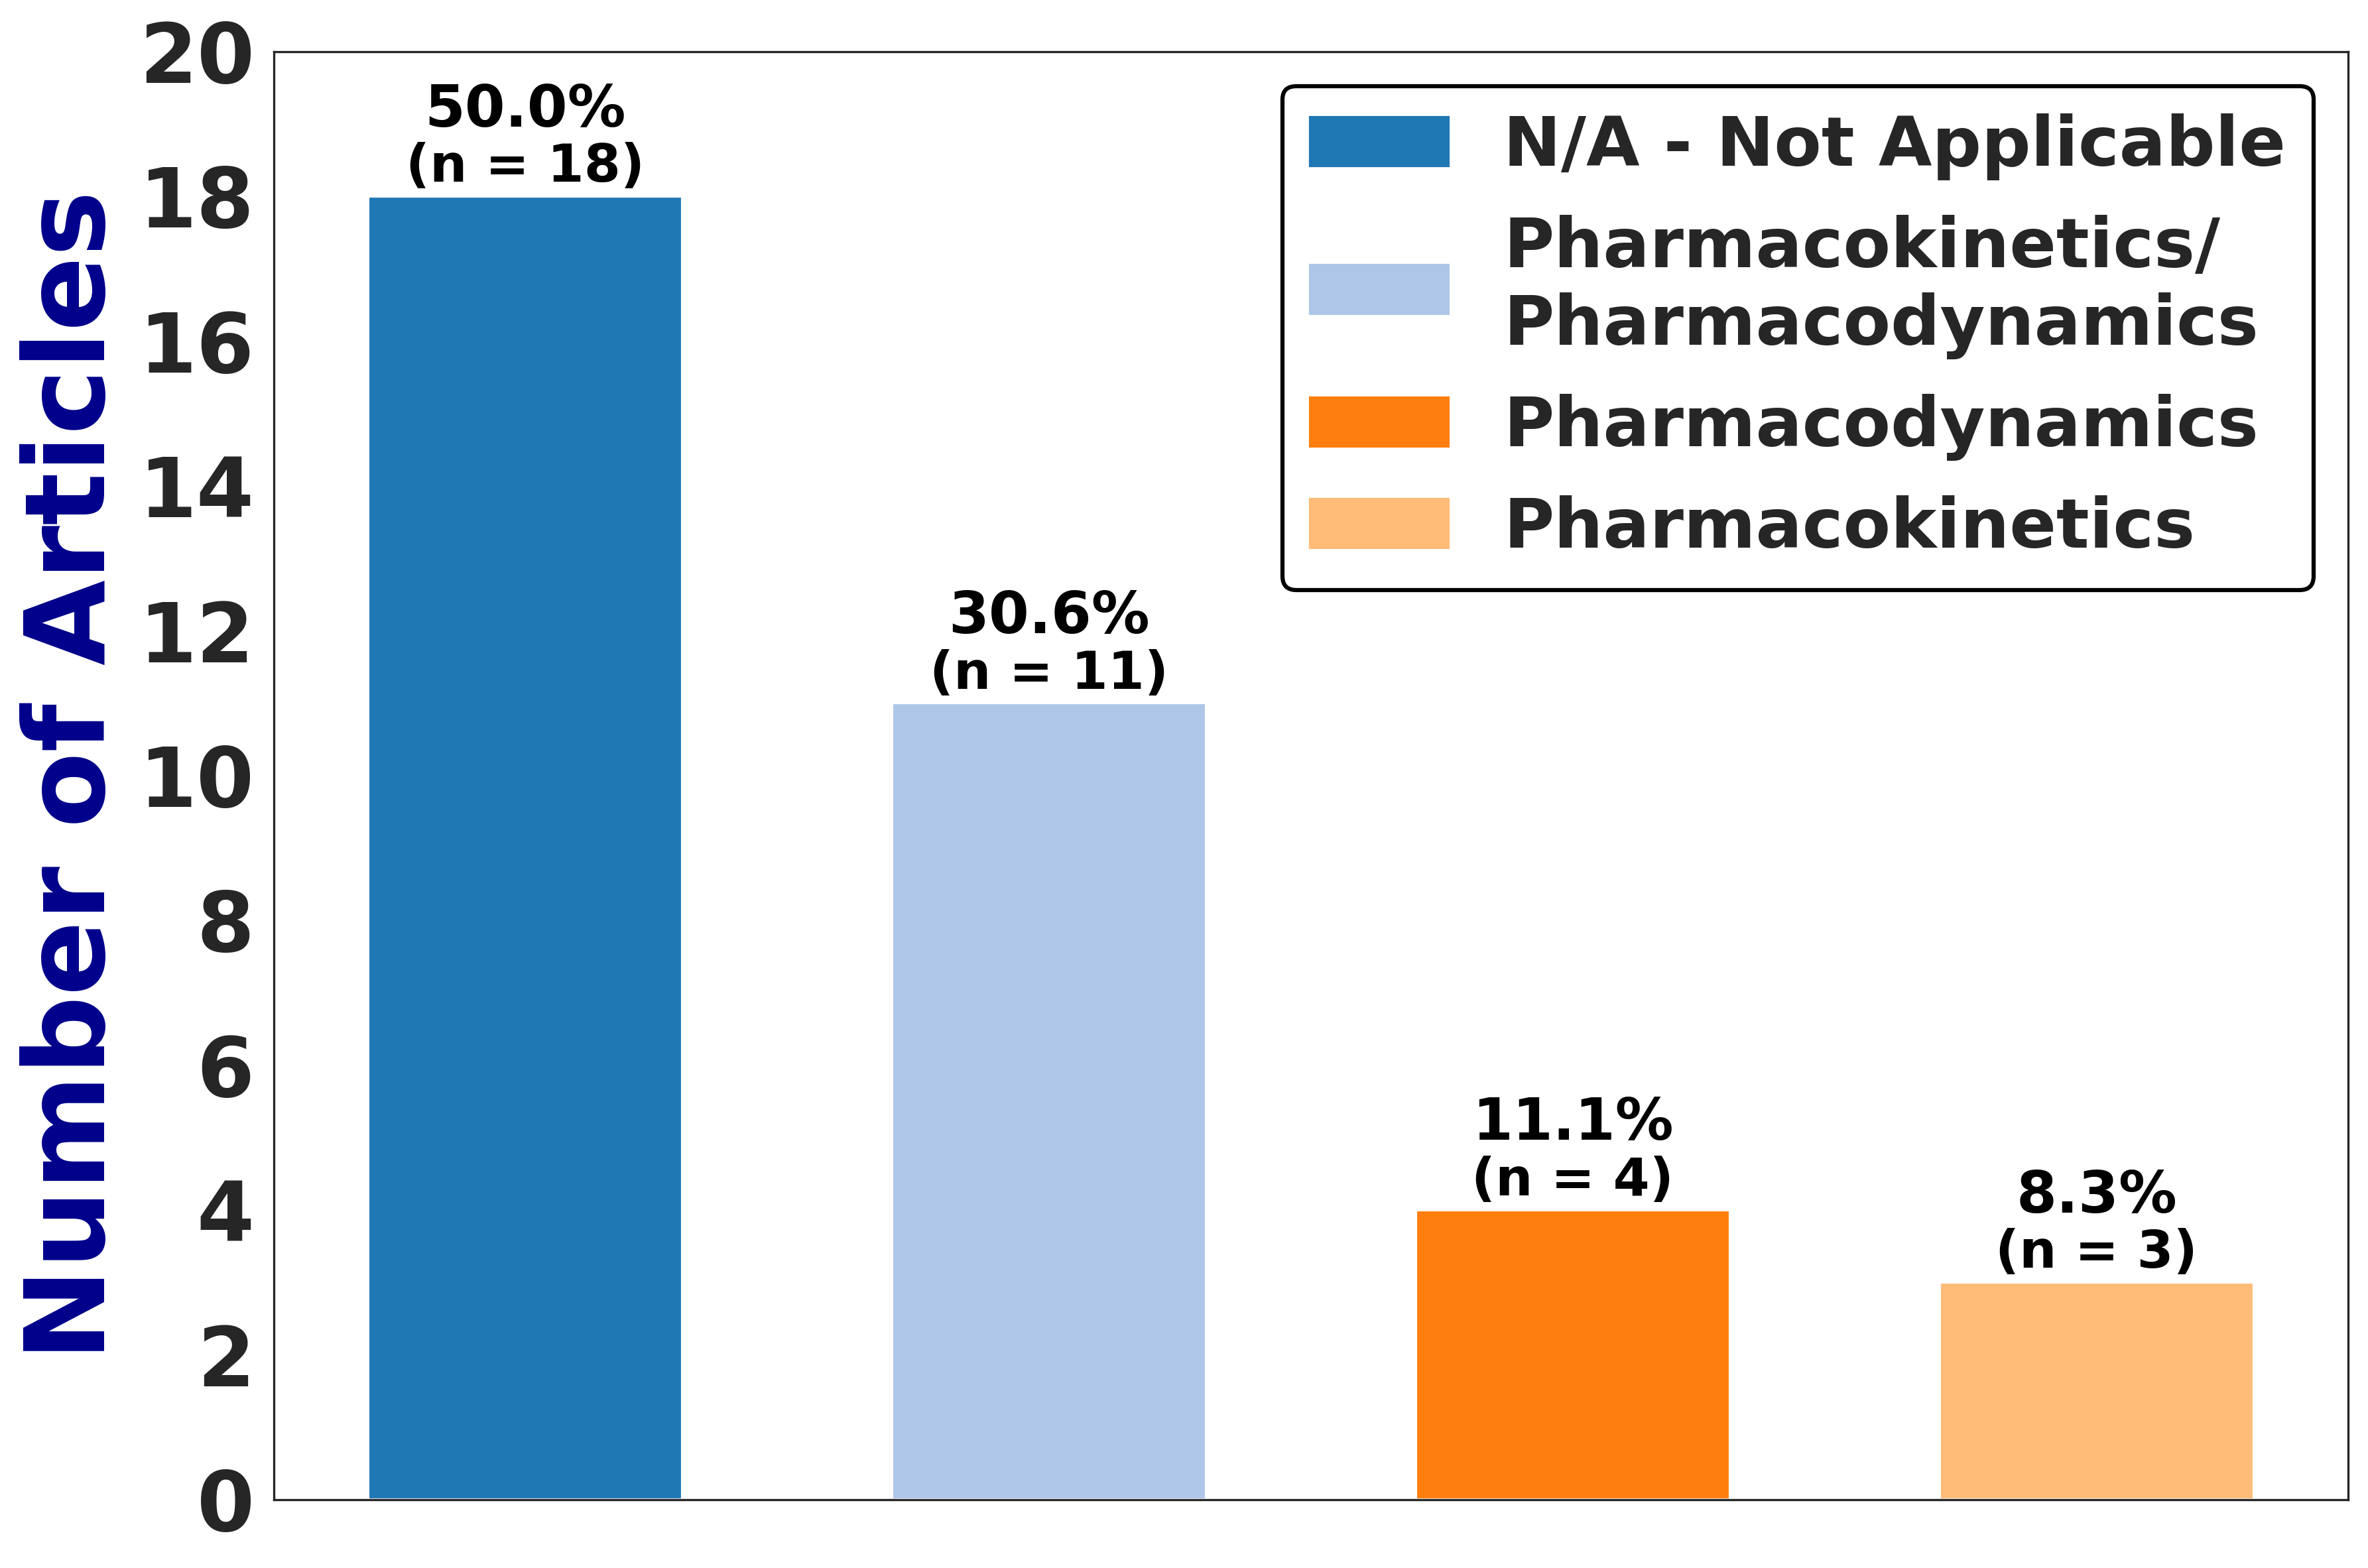 Number of Articles
20
18
16
14
12
10
8
6
4
2
0
50.0%
(n = 18)
30.6%
(n = 11)
11.1%
(n = 4)
8.3%
(n = 3)
N/A - Not Applicable
Pharmacokinetics/
Pharmacodynamics
Pharmacodynamics
Pharmacokinetics